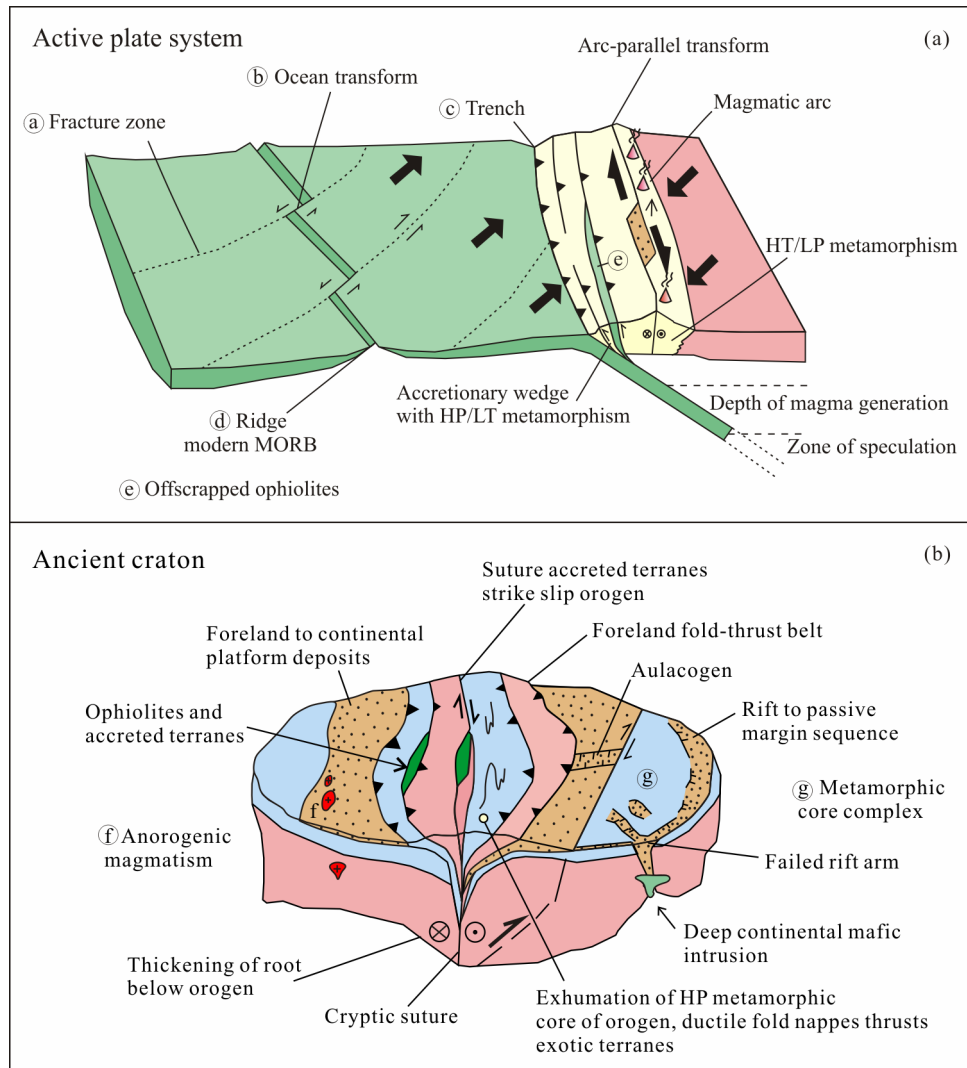 Active plate system
(a)
Arc-parallel transform
ⓑ Ocean transform
Magmatic arc
ⓒ Trench
ⓐ Fracture zone
HT/LP metamorphism
ⓔ
Accretionary wedge
with HP/LT metamorphism
Depth of magma generation
ⓓ Ridge
modern MORB
Zone of speculation
ⓔ Offscrapped ophiolites
Ancient craton
(b)
Suture accreted terranes
strike slip orogen
Foreland to continental
platform deposits
Foreland fold-thrust belt
Aulacogen
Ophiolites and
accreted terranes
Rift to passive
margin sequence
ⓖ
ⓖ Metamorphic
core complex
f
ⓕ Anorogenic
magmatism
Failed rift arm
Deep continental mafic
intrusion
Thickening of root
below orogen
Cryptic suture
Exhumation of HP metamorphic
core of orogen, ductile fold nappes thrusts
exotic terranes